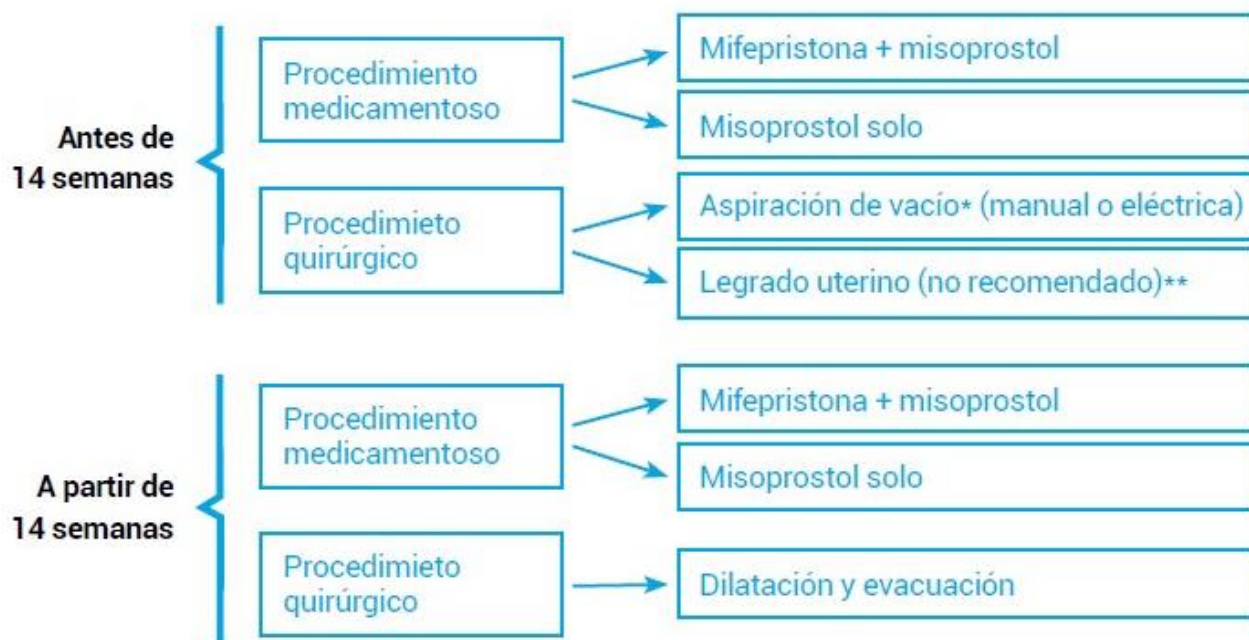 Antes de
14 semanas
Procedimiento
medicamentoso
Mifepristona + misoprostol
Misoprostol solo
Procedimieto
quirúrgico
Aspiración de vacío* (manual o eléctrica)
Legrado uterino (no recomendado)**
A partir de
14 semanas
Procedimiento
medicamentoso
Mifepristona + misoprostol
Misoprostol solo
Procedimieto
quirúrgico
Dilatación y evacuación